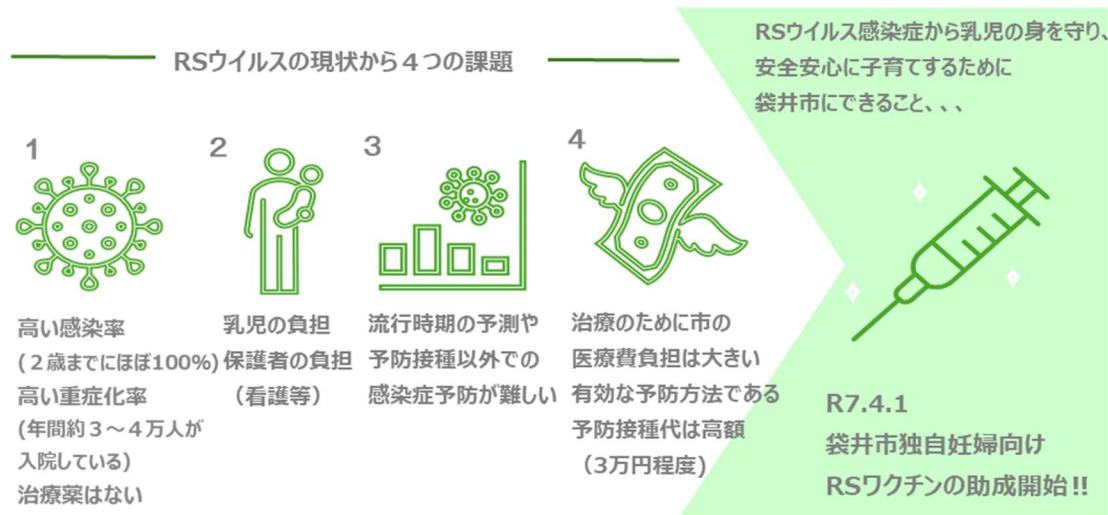 RSウイルスの現状から４つの課題
1
高い感染率
(２歳までにほぼ100%)
高い重症化率
(年間約３～４万人が
入院している)
治療薬はない
2
乳児の負担
保護者の負担
（看護等）
3
流行時期の予測や
予防接種以外での
感染症予防が難しい
4
治療のために市の
医療費負担は大きい
有効な予防方法である
予防接種代は高額
（3万円程度)
RSウイルス感染症から乳児の身を守り、
安全安心に子育てするために
袋井市にできること、、、
R7.4.1
袋井市独自妊婦向け
RSワクチンの助成開始‼